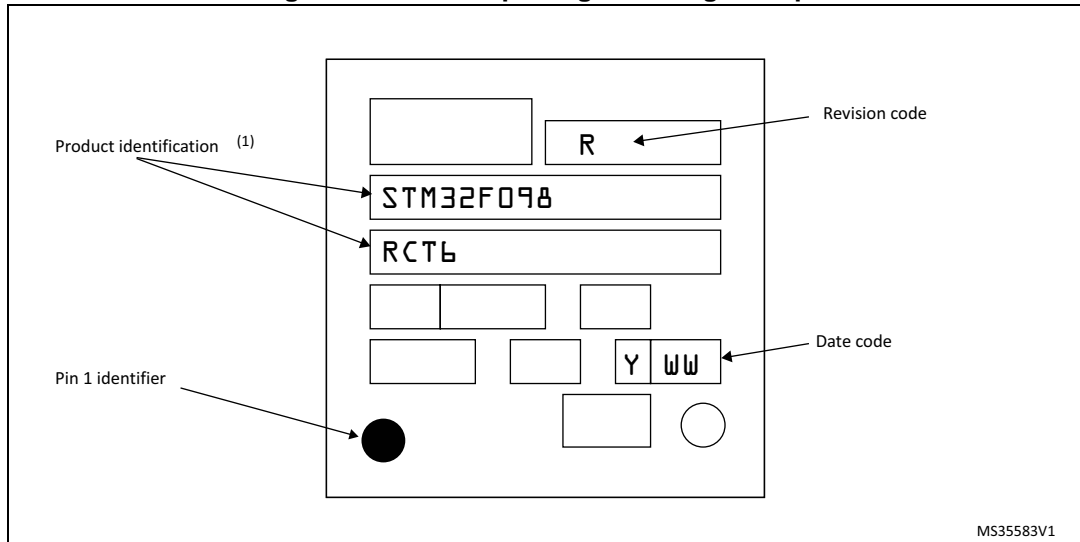 Revision code
R
Product identification (1)
STM32F098
RCT6
Y WW
Date code
Pin 1 identifier
MS35583V1